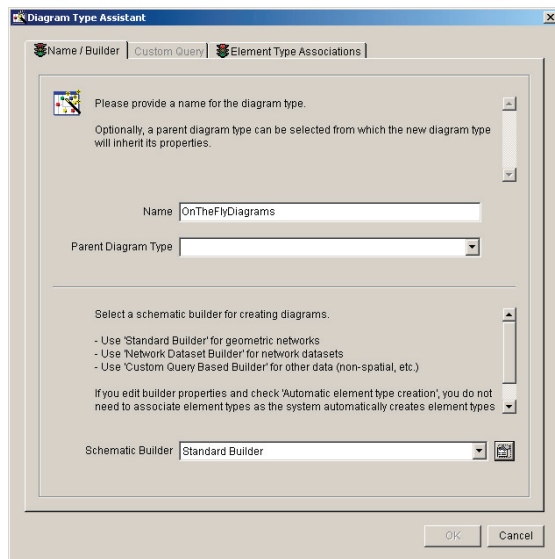 Diagram Type Assistant
Name / Builder Custom Query Element Type Associations
Please provide a name for the diagram type.
Optionally, a parent diagram type can be selected from which the new diagram type
will inherit its properties.
Name OnTheFlyDiagrams
Parent Diagram Type
Select a schematic builder for creating diagrams.
- Use 'Standard Builder' for geometric networks
- Use 'Network Dataset Builder' for network datasets
- Use 'Custom Query Based Builder' for other data (non-spatial, etc.)
If you edit builder properties and check 'Automatic element type creation', you do not
need to associate element types as the system automatically creates element types
Schematic Builder Standard Builder
OK Cancel